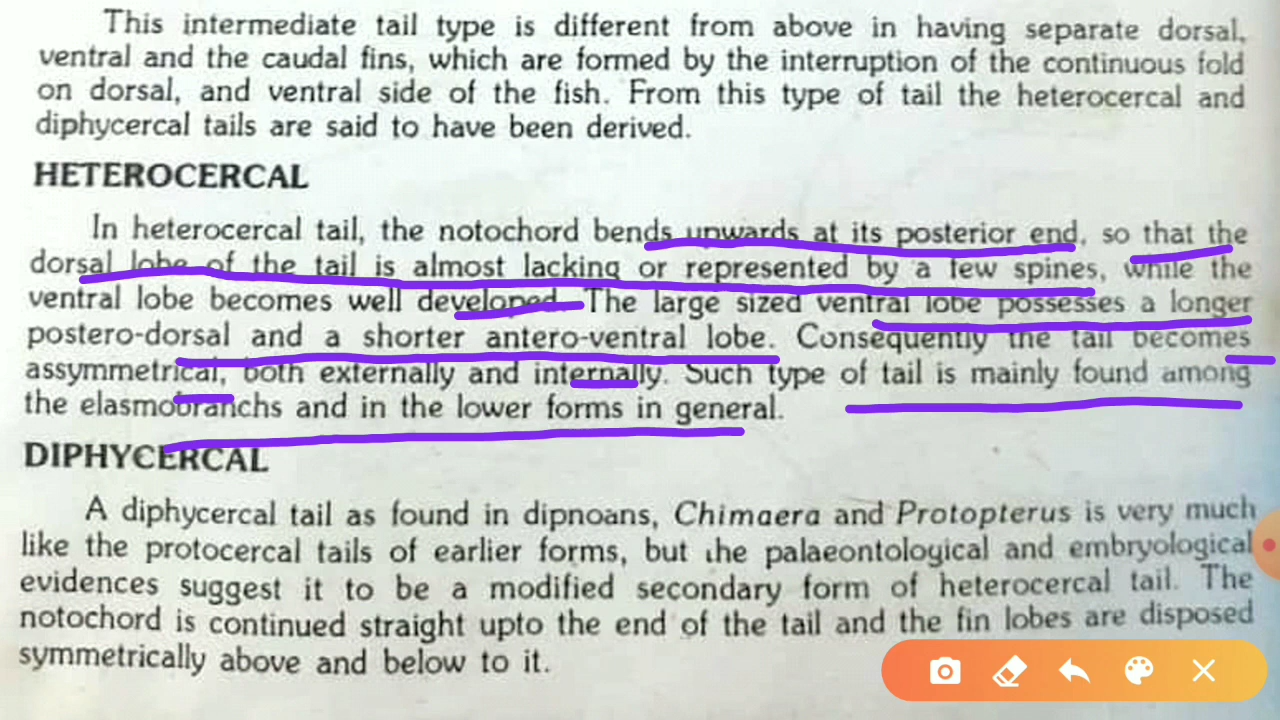 This intermediate tail type is different from above in having separate dorsal,
ventral and the caudal fins, which are formed by the interruption of the continuous fold
on dorsal, and ventral side of the fish. From this type of tail the heterocercal and
diphycercal tails are said to have been derived.
HETEROCERCAL
In heterocercal tail, the notochord bends upwards at its posterior end, so that the
dorsal lobe of the tail is almost lacking or represented by a few spines, while the
ventral lobe becomes well developed. The large sized ventral lobe possesses a longer
postero-dorsal and a shorter antero-ventral lobe. Consequently the tail becomes
assymmetrical, both externally and internally. Such type of tail is mainly found among
the elasmobranchs and in the lower forms in general.
DIPHYCERCAL
A diphycercal tail as found in dipnoans, Chimaera and Protopterus is very much
like the protocercal tails of earlier forms, but the palaeontological and embryological
evidences suggest it to be a modified secondary form of heterocercal tail. The
notochord is continued straight upto the end of the tail and the fin lobes are disposed
symmetrically above and below to it.